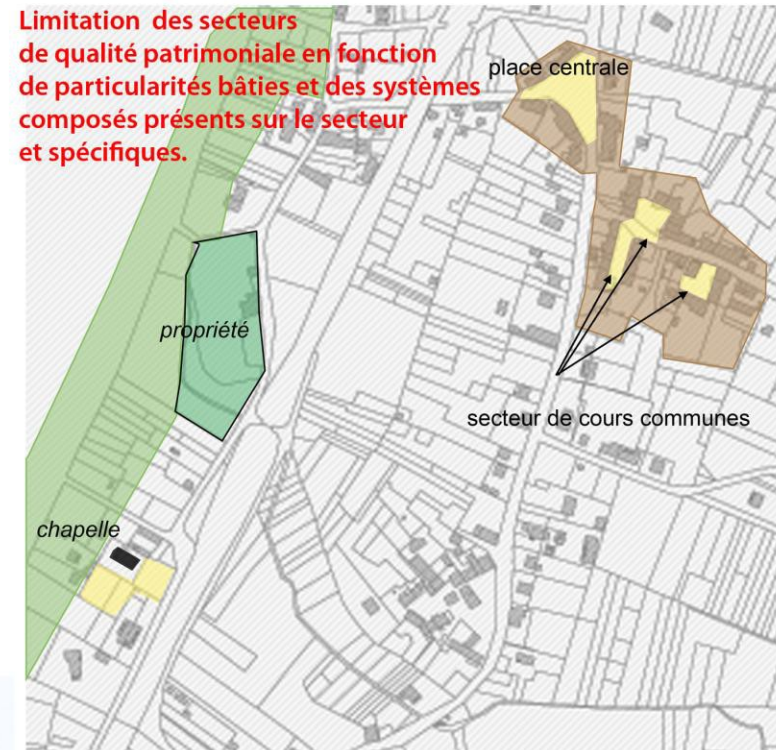 Limitation des secteurs
de qualité patrimoniale en fonction
de particularités bâties et des systèmes
composés présents sur le secteur
et spécifiques.
place centrale
propriété
secteur de cours communes
chapelle